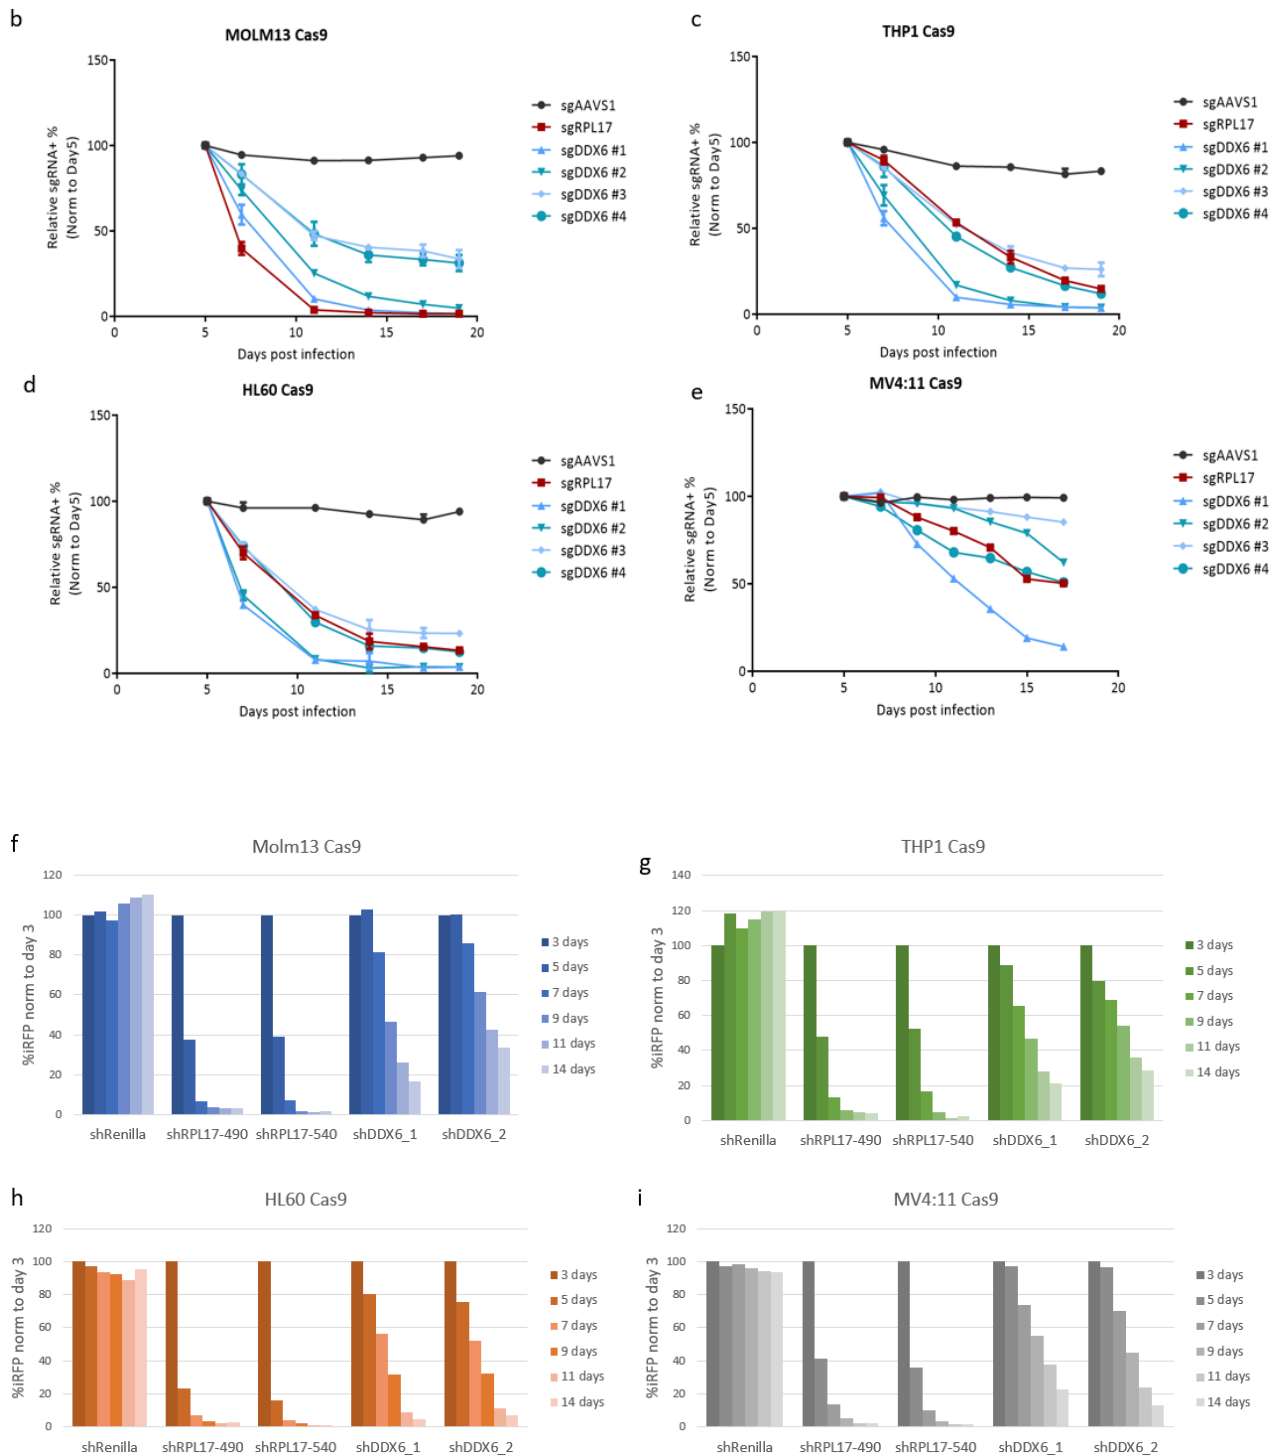 b
MOLM13 Cas9
150
100
50
0
0
5
10
15
20
Relative sgRNA+ %
(Norm to Day5)
Days post infection
sgAAVS1
sgRPL17
sgDDX6 #1
sgDDX6 #2
sgDDX6 #3
sgDDX6 #4
c
THP1 Cas9
150
100
50
0
0
5
10
15
20
Relative sgRNA+ %
(Norm to Day5)
Days post infection
sgAAVS1
sgRPL17
sgDDX6 #1
sgDDX6 #2
sgDDX6 #3
sgDDX6 #4
d
HL60 Cas9
150
100
50
0
0
5
10
15
20
Relative sgRNA+ %
(Norm to Day5)
Days post infection
sgAAVS1
sgRPL17
sgDDX6 #1
sgDDX6 #2
sgDDX6 #3
sgDDX6 #4
e
MV4:11 Cas9
150
100
50
0
0
5
10
15
20
Relative sgRNA+ %
(Norm to Day5)
Days post infection
sgAAVS1
sgRPL17
sgDDX6 #1
sgDDX6 #2
sgDDX6 #3
sgDDX6 #4
f
Molm13 Cas9
120
100
80
60
40
20
0
%iRFP norm to day 3
shRenilla
shRPL17-490
shRPL17-540
shDDX6_1
shDDX6_2
3 days
5 days
7 days
9 days
11 days
14 days
g
THP1 Cas9
140
120
100
80
60
40
20
0
%iRFP norm to day 3
shRenilla
shRPL17-490
shRPL17-540
shDDX6_1
shDDX6_2
3 days
5 days
7 days
9 days
11 days
14 days
h
HL60 Cas9
120
100
80
60
40
20
0
%iRFP norm to day 3
shRenilla
shRPL17-490
shRPL17-540
shDDX6_1
shDDX6_2
3 days
5 days
7 days
9 days
11 days
14 days
i
MV4:11 Cas9
120
100
80
60
40
20
0
%iRFP norm to day 3
shRenilla
shRPL17-490
shRPL17-540
shDDX6_1
shDDX6_2
3 days
5 days
7 days
9 days
11 days
14 days